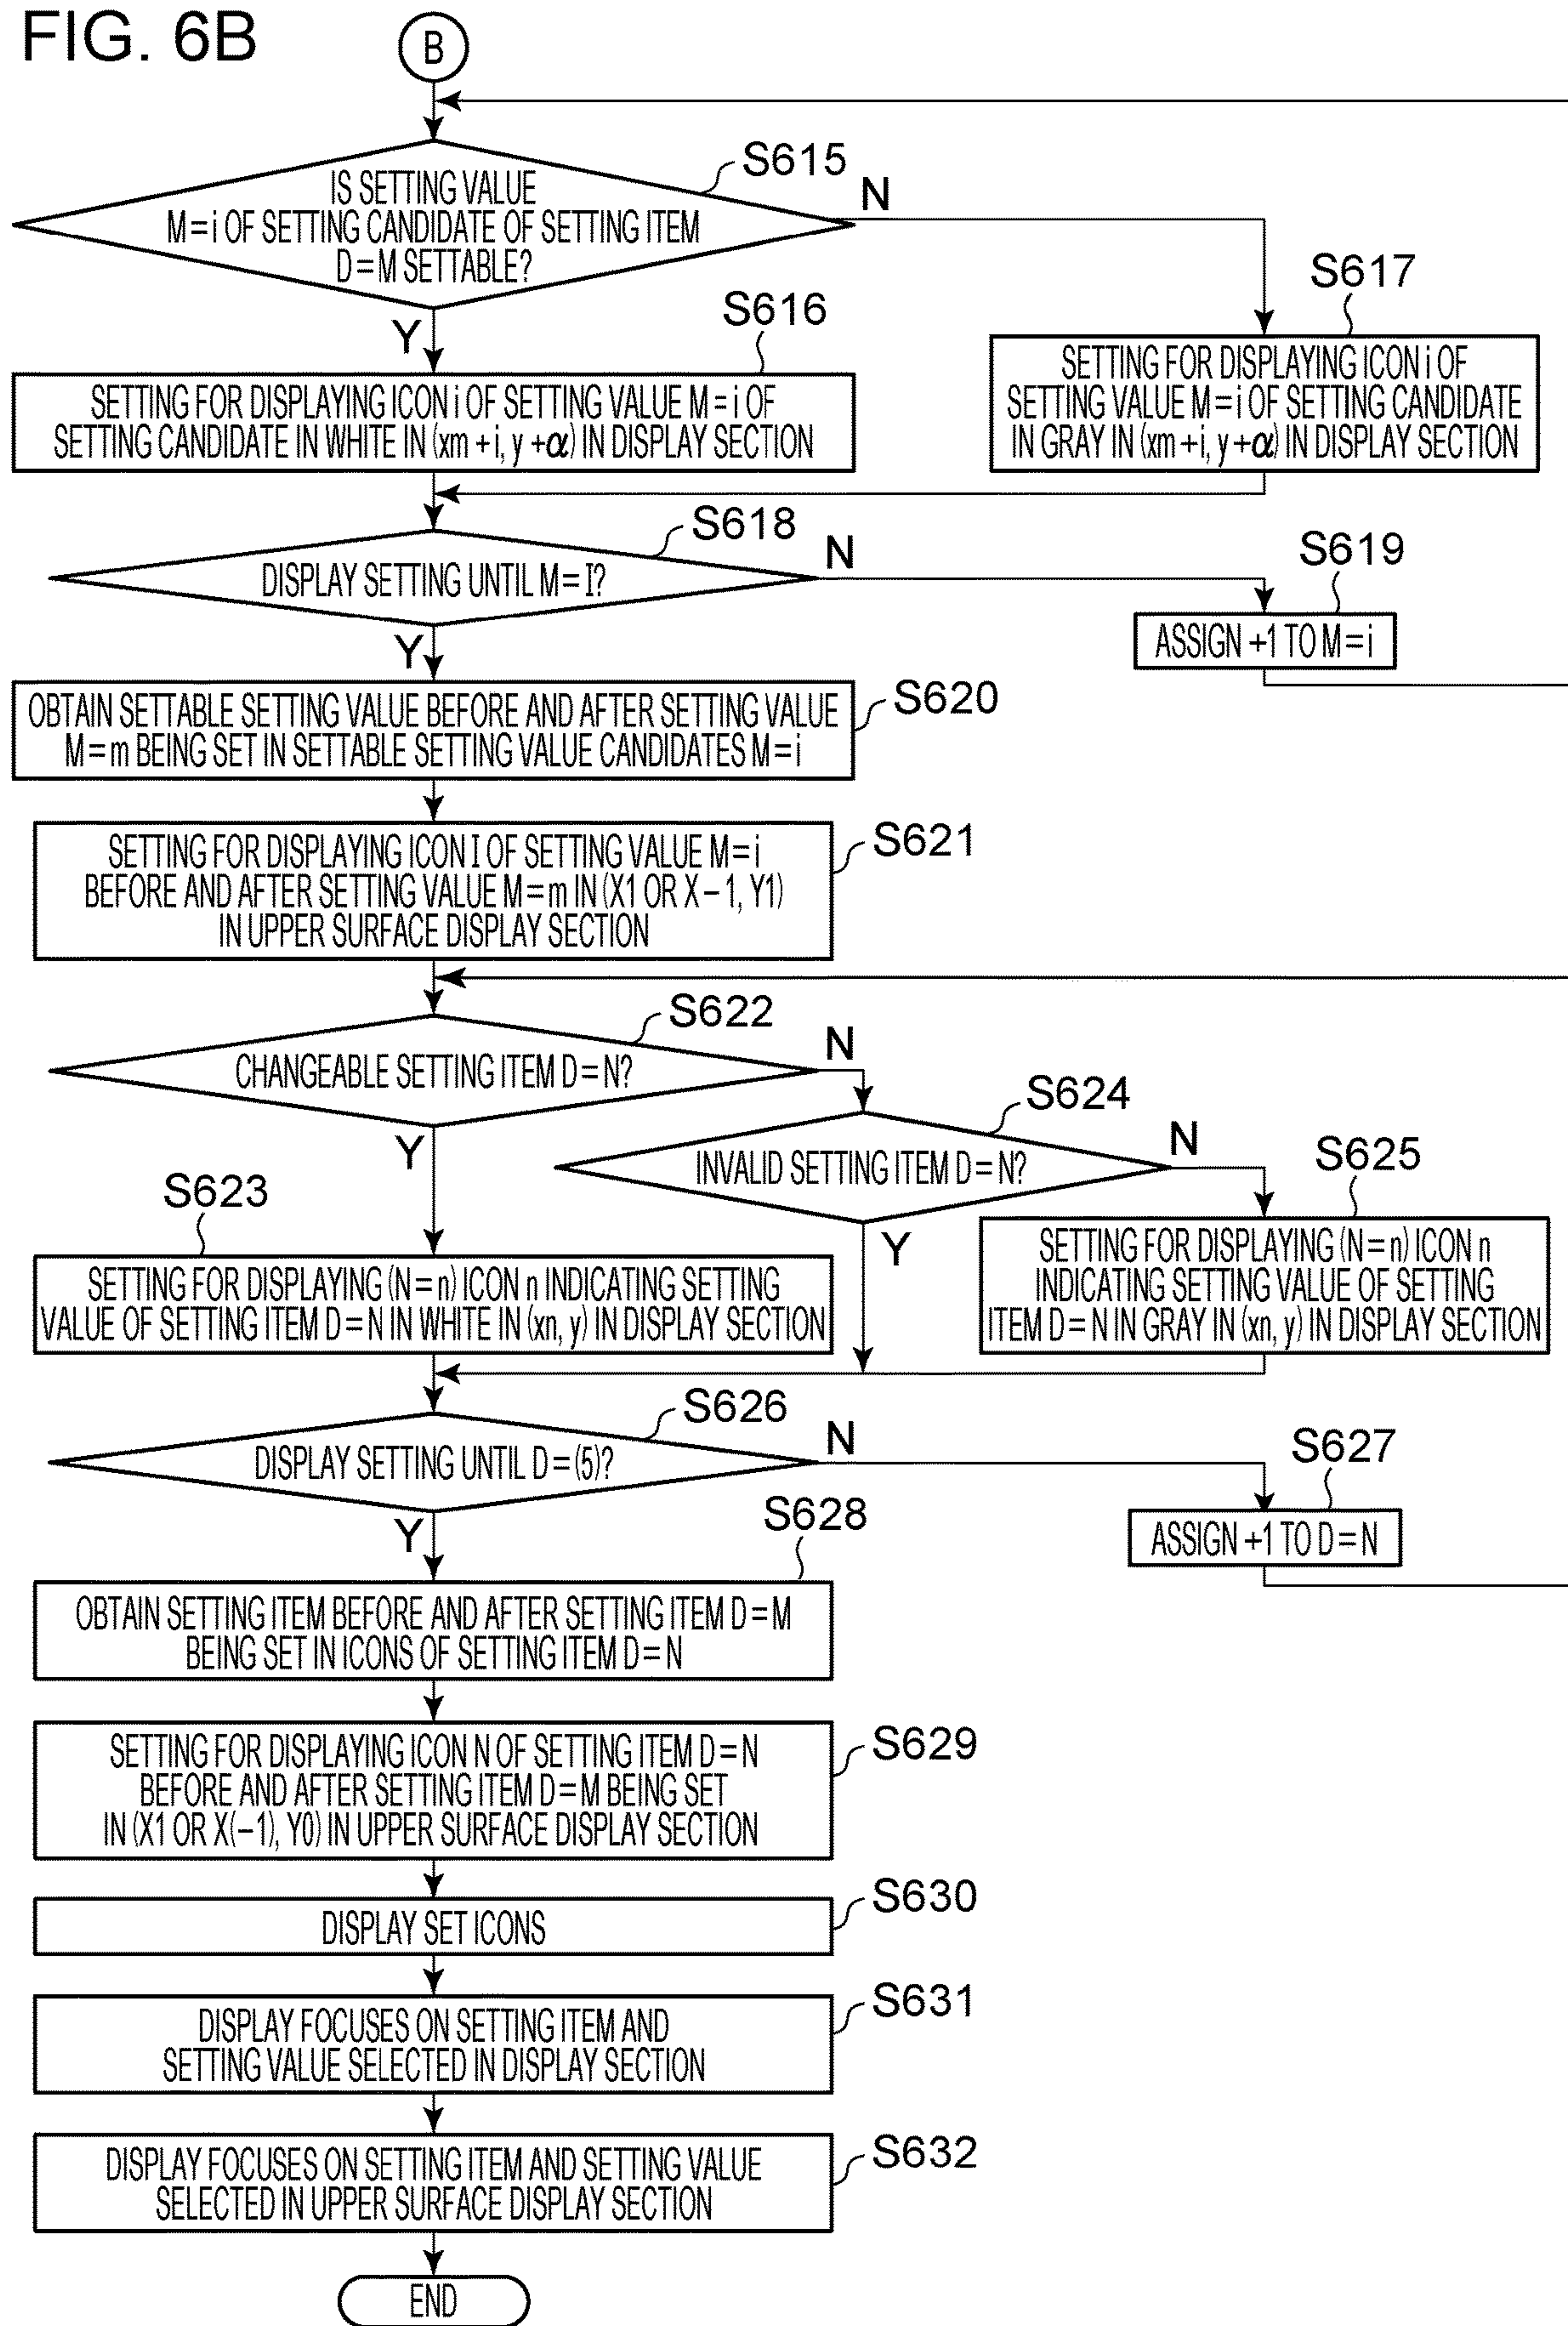 FIG. 6B
B
S615
IS SETTING VALUE
M=i OF SETTING CANDIDATE OF SETTING ITEM
D=M SETTABLE?
N
Y
S616
SETTING FOR DISPLAYING ICON i OF SETTING VALUE M=i OF
SETTING CANDIDATE IN WHITE IN (xm+i, y+α) IN DISPLAY SECTION
S617
SETTING FOR DISPLAYING ICON i OF
SETTING VALUE M=i OF SETTING CANDIDATE
IN GRAY IN (xm+i, y+α) IN DISPLAY SECTION
S618
DISPLAY SETTING UNTIL M=I?
N
Y
S619
ASSIGN +1 TO M=i
S620
OBTAIN SETTABLE SETTING VALUE BEFORE AND AFTER SETTING VALUE
M=m BEING SET IN SETTABLE SETTING VALUE CANDIDATES M=i
S621
SETTING FOR DISPLAYING ICON I OF SETTING VALUE M=i
BEFORE AND AFTER SETTING VALUE M=m IN (X1 OR X-1, Y1)
IN UPPER SURFACE DISPLAY SECTION
S622
CHANGEABLE SETTING ITEM D=N?
N
Y
S624
INVALID SETTING ITEM D=N?
N
Y
S623
SETTING FOR DISPLAYING (N=n) ICON n INDICATING SETTING
VALUE OF SETTING ITEM D=N IN WHITE IN (xn, y) IN DISPLAY SECTION
S625
SETTING FOR DISPLAYING (N=n) ICON n
INDICATING SETTING VALUE OF SETTING
ITEM D=N IN GRAY IN (xn, y) IN DISPLAY SECTION
S626
DISPLAY SETTING UNTIL D=(5)?
N
Y
S627
ASSIGN +1 TO D=N
S628
OBTAIN SETTING ITEM BEFORE AND AFTER SETTING ITEM D=M
BEING SET IN ICONS OF SETTING ITEM D=N
S629
SETTING FOR DISPLAYING ICON N OF SETTING ITEM D=N
BEFORE AND AFTER SETTING ITEM D=M BEING SET
IN (X1 OR X(-1), Y0) IN UPPER SURFACE DISPLAY SECTION
S630
DISPLAY SET ICONS
S631
DISPLAY FOCUSES ON SETTING ITEM AND
SETTING VALUE SELECTED IN DISPLAY SECTION
S632
DISPLAY FOCUSES ON SETTING ITEM AND SETTING VALUE
SELECTED IN UPPER SURFACE DISPLAY SECTION
END